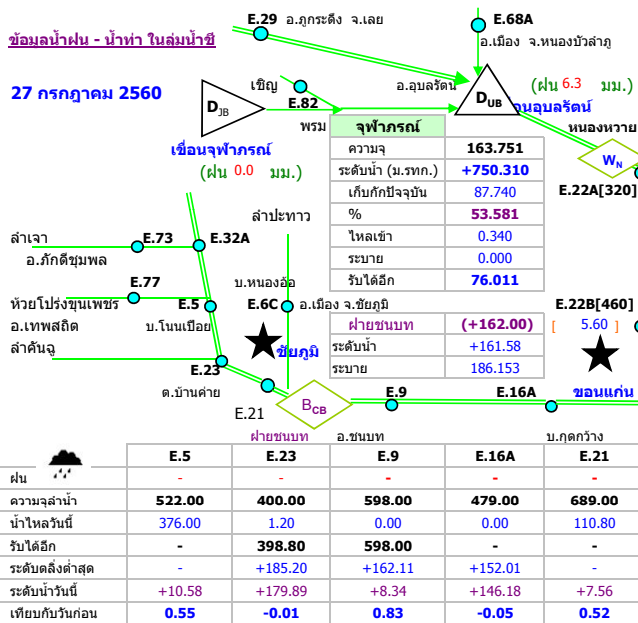 E.29 อ.ภูกระดึง จ.เลย
E.68A
อ.เมือง จ.หนองบัวลำภู
ข้อมูลน้ำฝน - น้ำท่า ในลุ่มน้ำชี
27 กรกฎาคม 2560
เชิญ
E.82
พรม
D JB
เขื่อนจุฬาภรณ์
(ฝน 0.0 มม.)
อ.อุบลรัตน์
D UB
(ฝน 6.3 มม.)
วนอุบลรัตน์
หนองหวาย
W N
E.22A[320]
จุฬาภรณ์
ความจุ 163.751
ระดับน้ำ (ม.รทก.) +750.310
เก็บกักปัจจุบัน 87.740
% 53.581
ไหลเข้า 0.340
ระบาย 0.000
รับได้อีก 76.011
ลำปะทาว
ลำเจา
E.73
E.32A
อ.ภักดีชุมพล
E.77
บ.หนองอ้อ
ห้วยโปร่งขุนเพชร
E.5
E.6C
อ.เมือง จ.ชัยภูมิ
อ.เทพสถิต
บ.โนนเปือย
ลำคันฉู
ชัยภูมิ
E.23
ต.บ้านค่าย
E.21
B CB
ฝายชนบท
อ.ชนบท
ฝายชนบท (+162.00)
ระดับน้ำ +161.58
ระบาย 186.153
E.22B[460]
[ 5.60 ]
ขอนแก่น
E.9
E.16A
บ.กุดกว้าง
E.5 E.23 E.9 E.16A E.21
ฝน - - - - -
ความจุลำน้ำ 522.00 400.00 598.00 479.00 689.00
น้ำไหลวันนี้ 376.00 1.20 0.00 0.00 110.80
รับได้อีก - 398.80 598.00 - -
ระดับตลิ่งต่ำสุด - +185.20 +162.11 +152.01 -
ระดับน้ำวันนี้ +10.58 +179.89 +8.34 +146.18 +7.56
เทียบกับวันก่อน 0.55 -0.01 0.83 -0.05 0.52